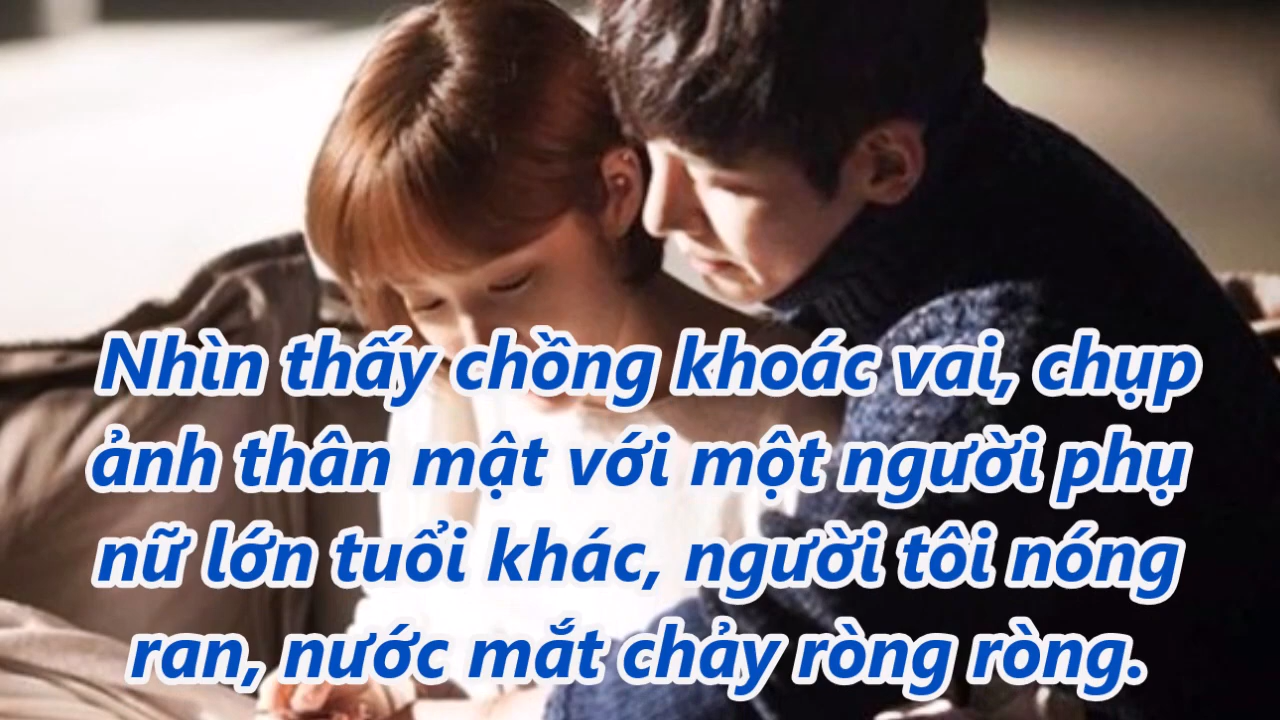 Nhìn thấy chồng khoác vai, chụp
ảnh thân mật với một người phụ
nữ lớn tuổi khác, người tôi nóng
ran, nước mắt chảy ròng ròng.